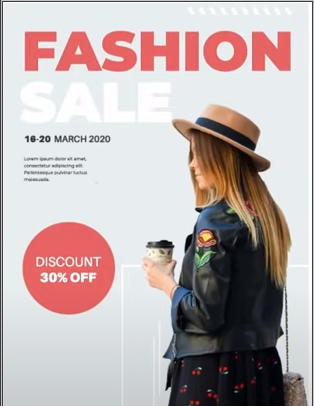 FASHION
SALE
16-20 MARCH 2020
Lorem ipsum dolor sit amet,
consectetur adipiscing elit.
Pellentesque pulvinar luctus
malesuada.
DISCOUNT
30% OFF